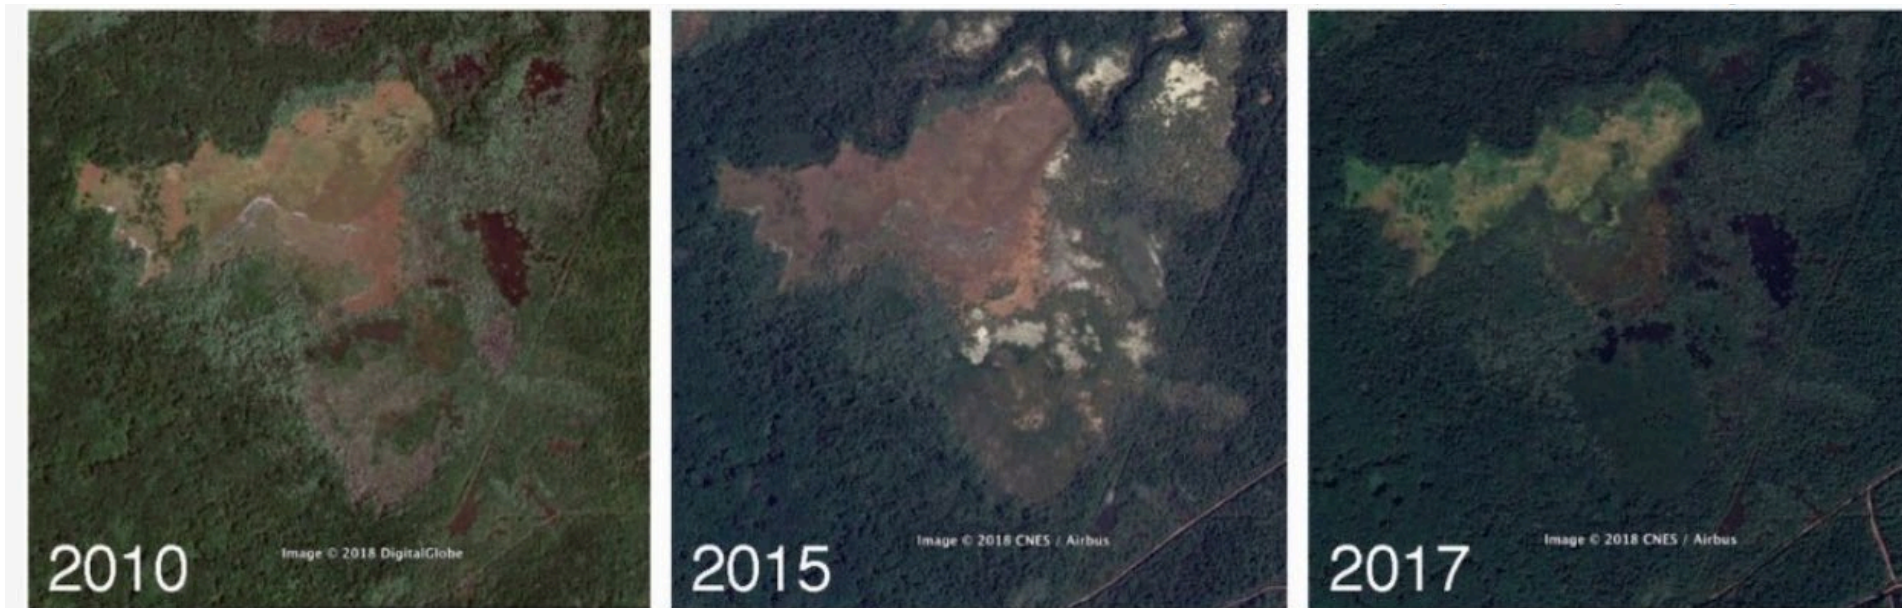 2010
Image © 2018 DigitalGlobe
2015
Image © 2018 CNES / Airbus
2017
Image © 2018 CNES / Airbus